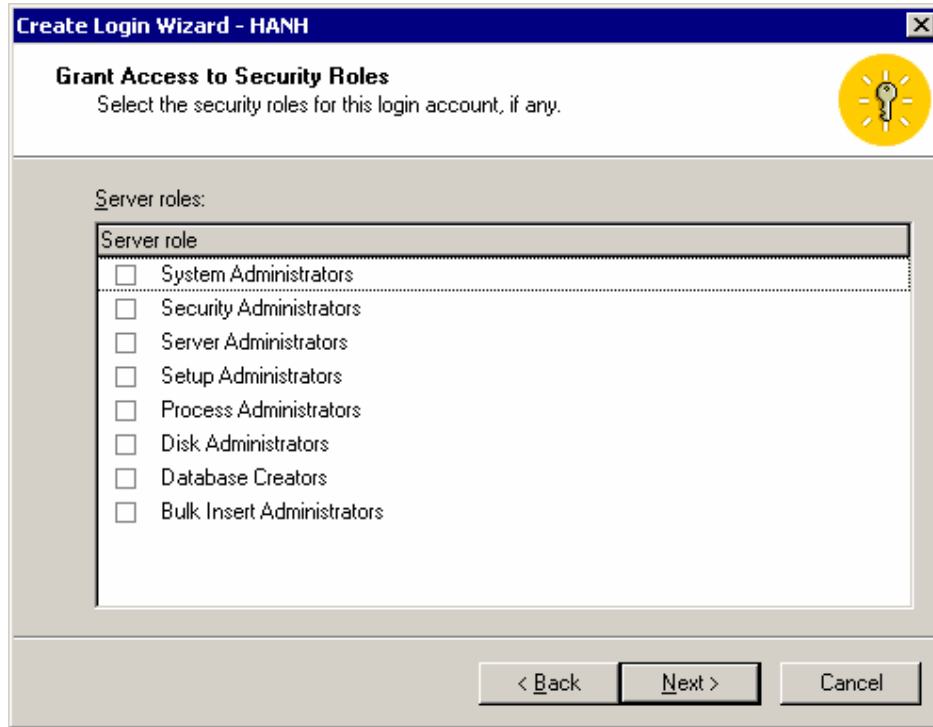 Create Login Wizard - HANH
Grant Access to Security Roles
Select the security roles for this login account, if any.
Server roles:
Server role
System Administrators
Security Administrators
Server Administrators
Setup Administrators
Process Administrators
Disk Administrators
Database Creators
Bulk Insert Administrators
< Back Next > Cancel